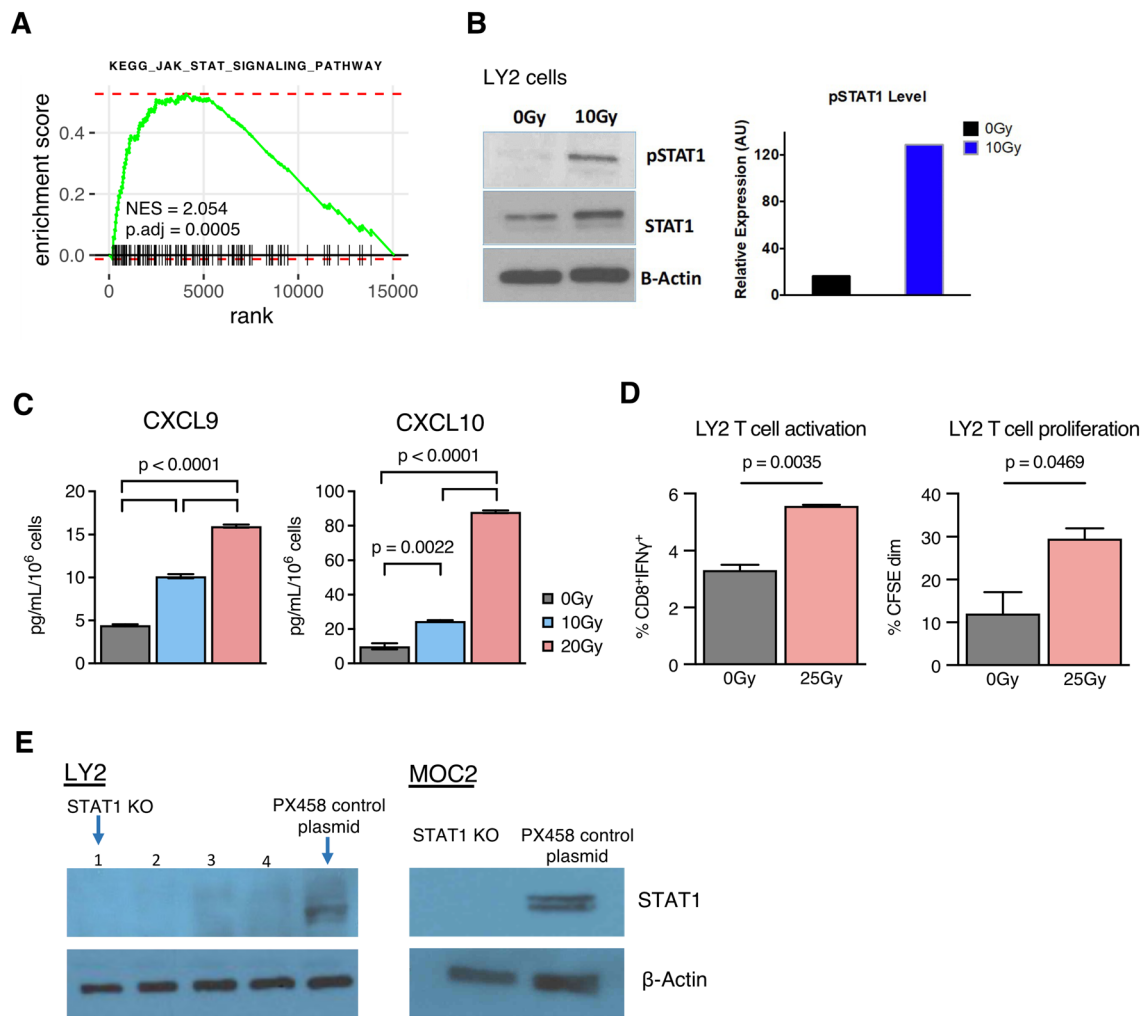 A
KEGG_JAK_STAT_SIGNALING_PATHWAY
enrichment score
0.4
0.2
0.0
NES = 2.054
p.adj = 0.0005
0 5000 10000 15000
rank
B
LY2 cells
0Gy 10Gy
pSTAT1
STAT1
B-Actin
pSTAT1 Level
Relative Expression (AU)
120
80
40
0
0Gy
10Gy
C
CXCL9
p < 0.0001
pg/mL/10⁶ cells
20
15
10
5
0
CXCL10
p < 0.0001
p = 0.0022
pg/mL/10⁶ cells
100
80
60
40
20
0
0Gy
10Gy
20Gy
D
LY2 T cell activation
p = 0.0035
% CD8⁺IFNγ⁺
6
4
2
0
0Gy 25Gy
LY2 T cell proliferation
p = 0.0469
% CFSE dim
40
30
20
10
0
0Gy 25Gy
E
LY2
STAT1 KO
PX458 control
plasmid
1 2 3 4
MOC2
STAT1 KO
PX458 control
plasmid
STAT1
β-Actin